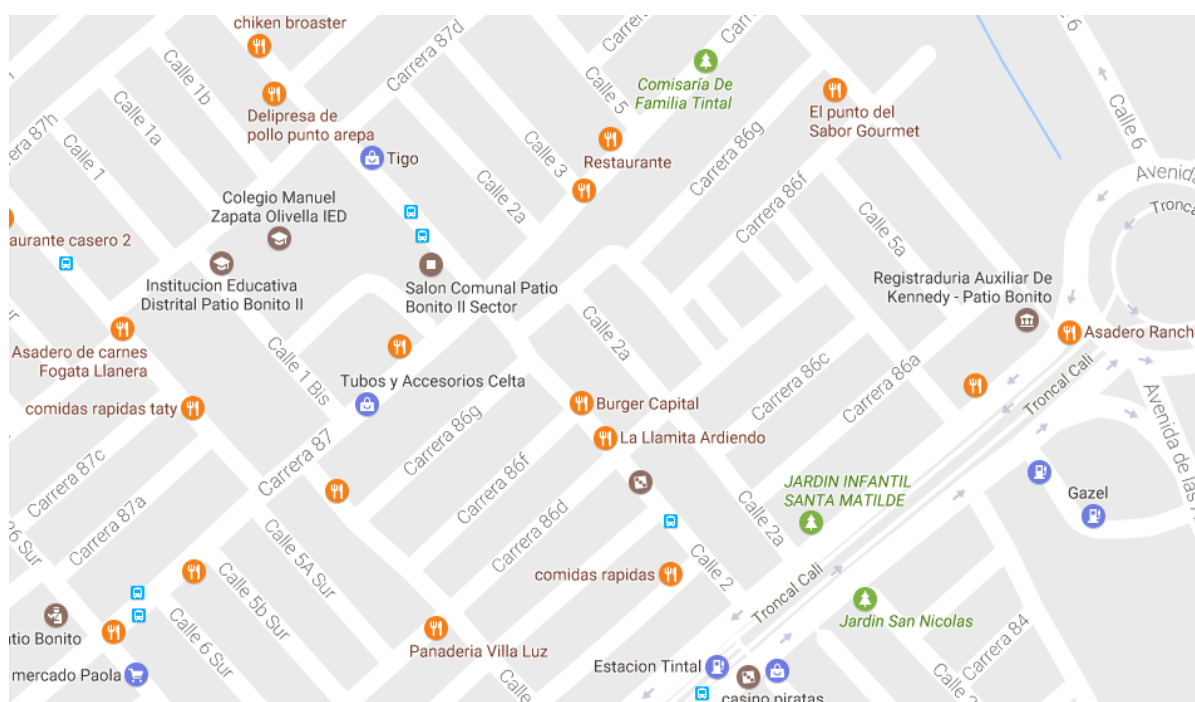 chiken broaster
Carrera 87d
Calle 1b
Calle 1a
Calle 1
Delipresa de
pollo punto arepa
Tigo
Calle 5
Comisaría De
Familia Tintal
Restaurante
El punto del
Sabor Gourmet
Calle 6
Avenida
Troncal
Calle 3
Calle 2a
Carrera 86g
Carrera 86f
Calle 5a
Colegio Manuel
Zapata Olivella IED
aurante casero 2
Institucion Educativa
Distrital Patio Bonito II
Salon Comunal Patio
Bonito II Sector
Registraduria Auxiliar De
Kennedy - Patio Bonito
Asadero Ranch
Asadero de carnes
Fogata Llanera
Calle 1 Bis
Calle 2a
Tubos y Accesorios Celta
comidas rapidas taty
Burger Capital
La Llamita Ardiendo
Carrera 86c
Carrera 86a
Troncal Cali
Avenida de las
Carrera 87
Carrera 86g
Carrera 86f
Carrera 87c
Carrera 87a
Carrera 86d
JARDIN INFANTIL
SANTA MATILDE
Gazel
Calle 2a
6 Sur
Calle 5A Sur
Calle 5b Sur
Calle 6 Sur
comidas rapidas
Calle 2
Troncal Cali
Jardin San Nicolas
Carrera 84
atio Bonito
Panaderia Villa Luz
mercado Paola
Estacion Tintal
casino piratas
Calle